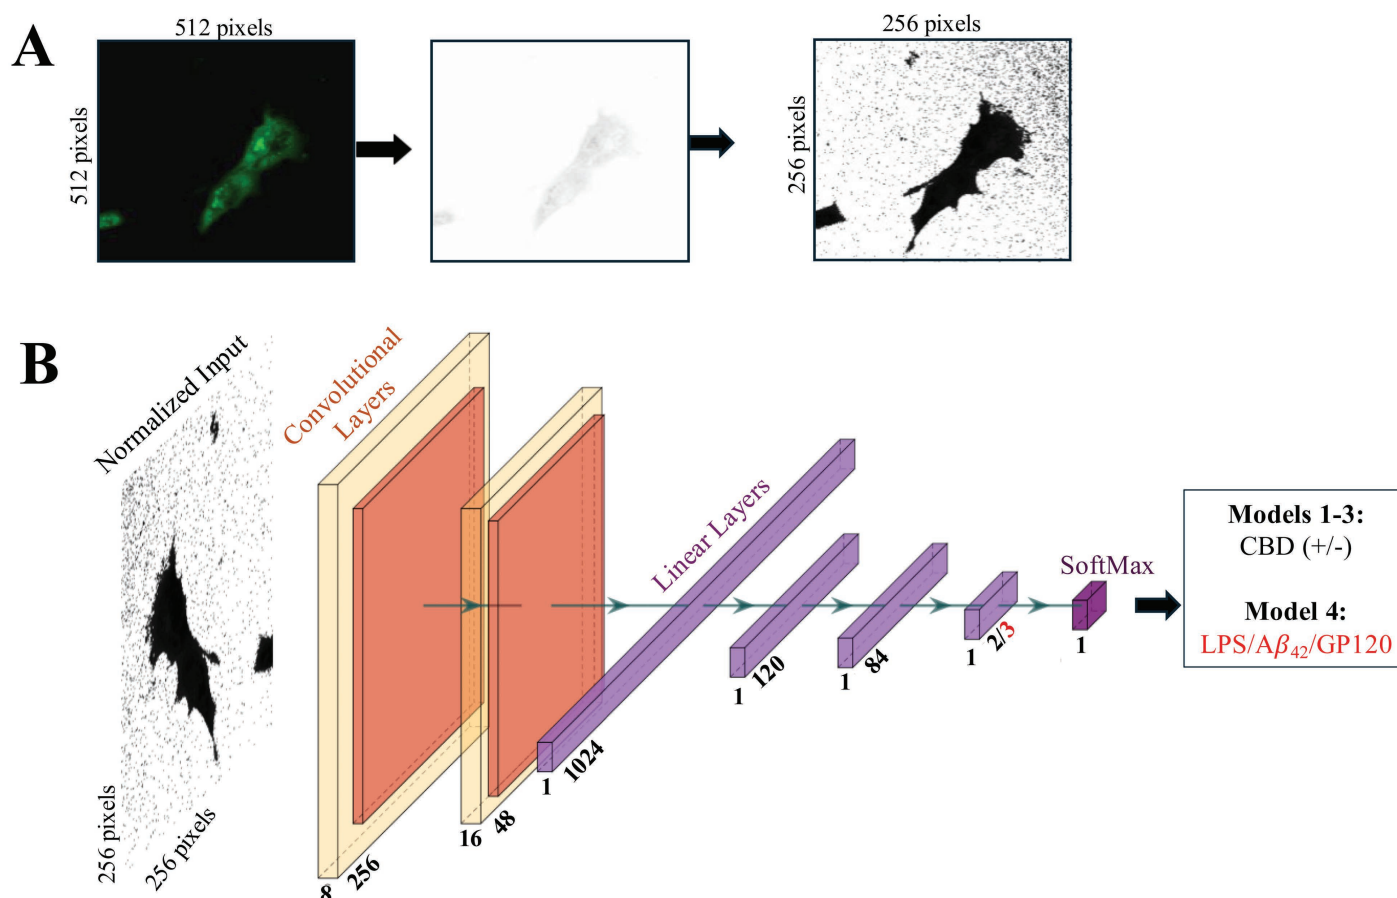 A
512 pixels
512 pixels
256 pixels
256 pixels
B
Normalized Input
256 pixels
256 pixels
Convolutional
Layers
8
256
16
48
Linear Layers
1
1024
1
120
1
84
1
2/3
SoftMax
1
Models 1-3:
CBD (+/-)
Model 4:
LPS/Aβ₄₂/GP120